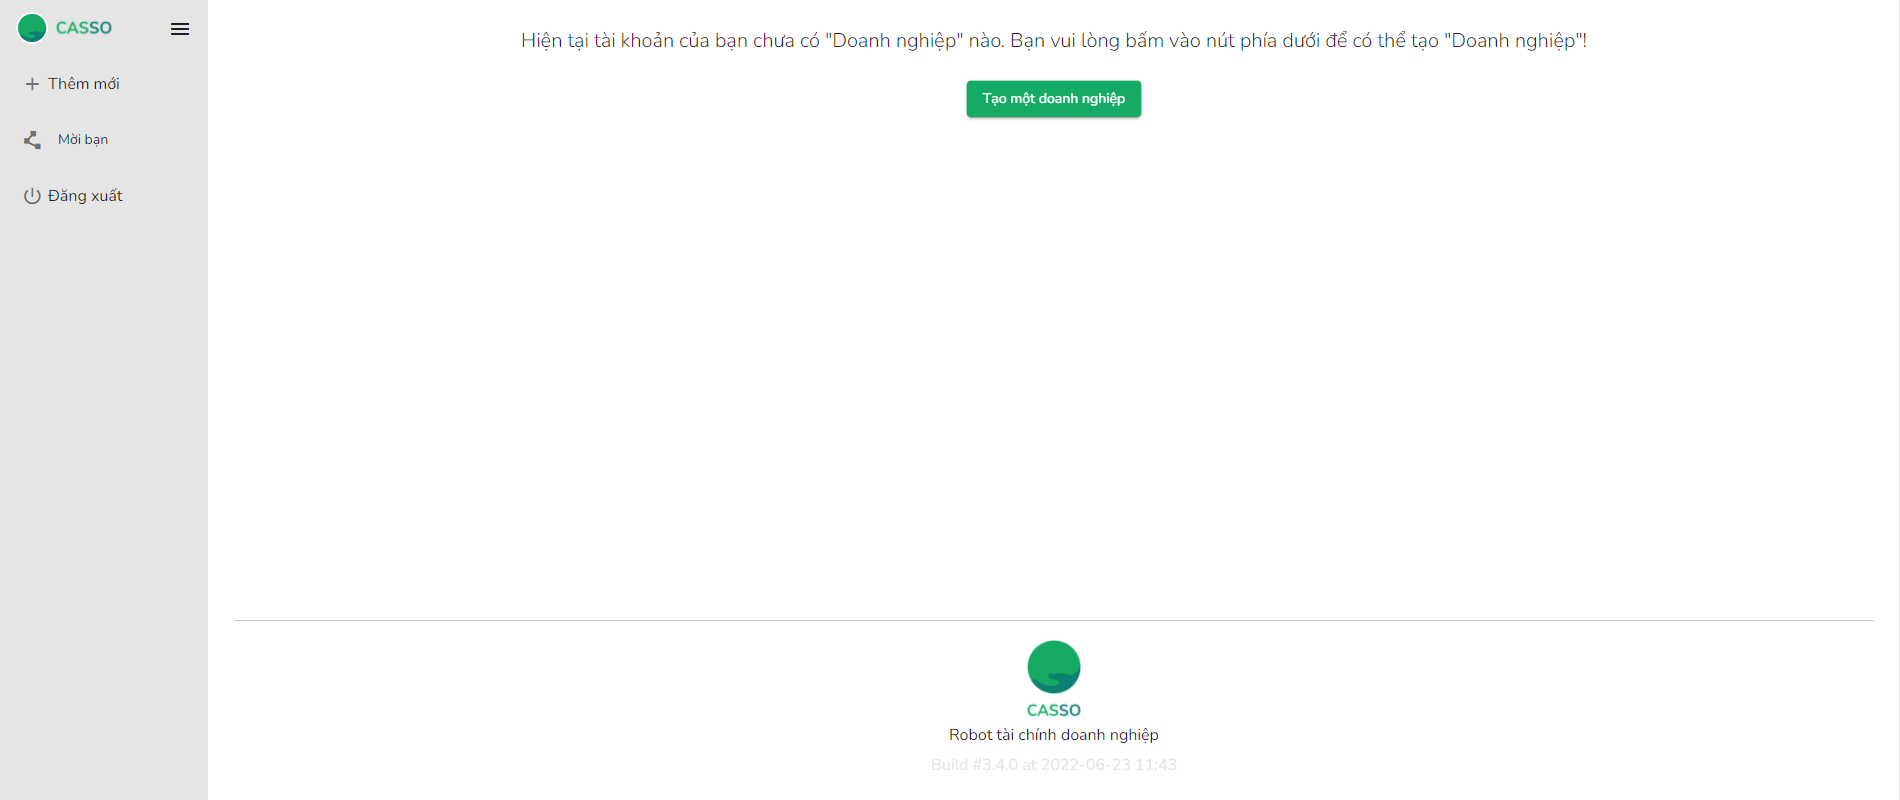 CASSO
Thêm mới
Mời bạn
Đăng xuất
Hiện tại tài khoản của bạn chưa có "Doanh nghiệp" nào. Bạn vui lòng bấm vào nút phía dưới để có thể tạo "Doanh nghiệp"!
Tạo một doanh nghiệp
CASSO
Robot tài chính doanh nghiệp
Build #3.4.0 at 2022-06-23 11:43